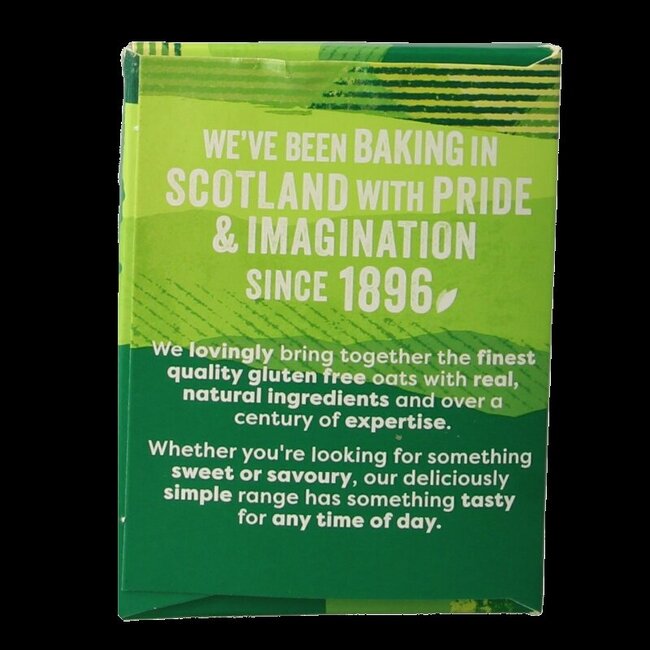 WE'VE BEEN BAKING IN
SCOTLAND WITH PRIDE
& IMAGINATION
SINCE 1896
We lovingly bring together the finest
quality gluten free oats with real,
natural ingredients and over a
century of expertise.
Whether you're looking for something
sweet or savoury, our deliciously
simple range has something tasty
for any time of day.